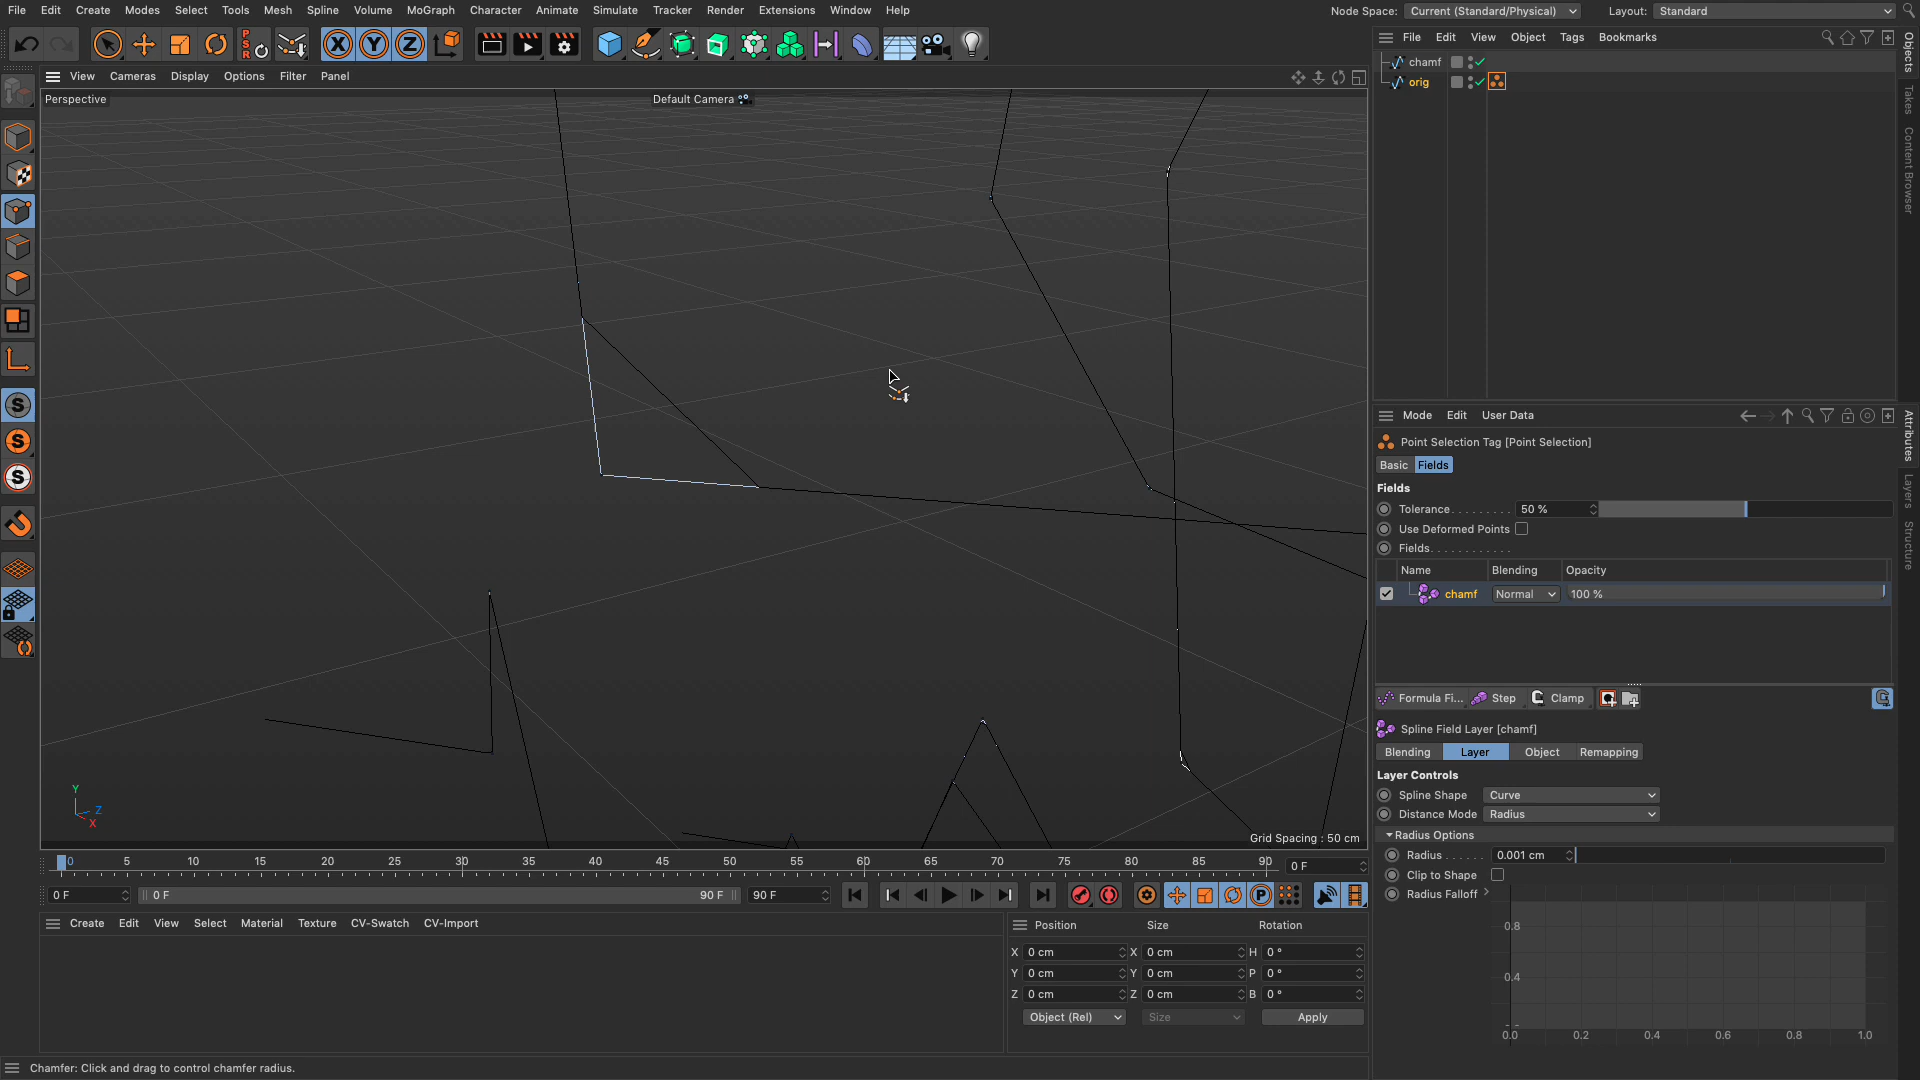 File Edit Create Modes Select Tools Mesh Spline Volume MoGraph Character Animate Simulate Tracker Render Extensions Window Help
Node Space: Current (Standard/Physical) Layout: Standard
PSR X Y Z
View Cameras Display Options Filter Panel
Perspective
Default Camera
Y
Z
X
Grid Spacing : 50 cm
S
S
S
0 5 10 15 20 25 30 35 40 45 50 55 60 65 70 75 80 85 90 0 F
0 F 0 F 90 F 90 F
P
Create Edit View Select Material Texture CV-Swatch CV-Import
Position Size Rotation
X 0 cm X 0 cm H 0 °
Y 0 cm Y 0 cm P 0 °
Z 0 cm Z 0 cm B 0 °
Object (Rel) Size Apply
Chamfer: Click and drag to control chamfer radius.
File Edit View Object Tags Bookmarks
chamf
orig
Objects
Takes
Content Browser
Mode Edit User Data
Point Selection Tag [Point Selection]
Basic Fields
Fields
Tolerance . . . . . . . . . 50 %
Use Deformed Points
Fields. . . . . . . . . . . .
Name Blending Opacity
chamf Normal 100 %
Formula Fi... Step Clamp
Spline Field Layer [chamf]
Blending Layer Object Remapping
Layer Controls
Spline Shape Curve
Distance Mode Radius
Radius Options
Radius . . . . . . 0.001 cm
Clip to Shape
Radius Falloff
0.8
0.4
0.0 0.2 0.4 0.6 0.8 1.0
Attributes
Layers
Structure